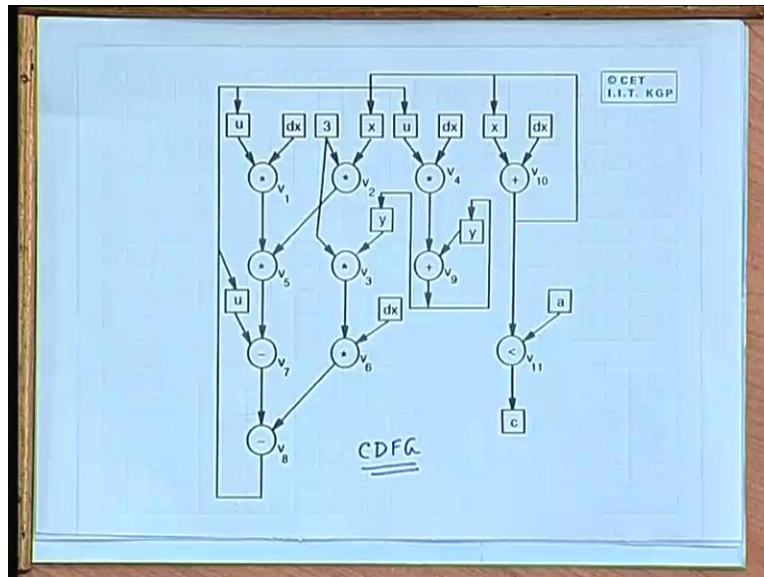 © CET
I.I.T. KGP
u dx 3 x u dx x dx
* v1 * v2 * v4 + v10
y y
* v5 * v3 + v9
u dx a
- v7 * v6 < v11
- v8 c
CDFG